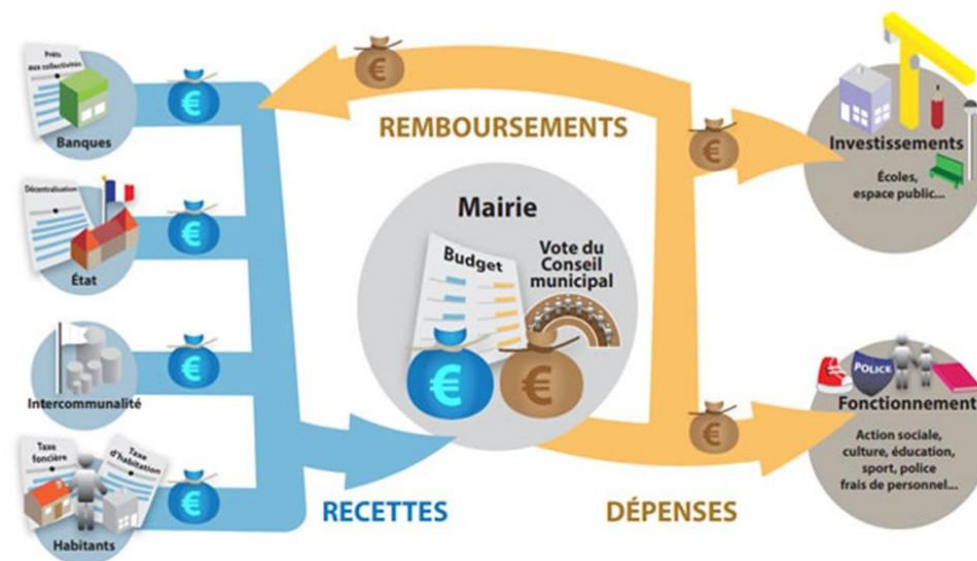 Prêts
aux collectivités
Banques
Décentralisation
État
Intercommunalité
Taxe
foncière
Taxe
d'habitation
Habitants
REMBOURSEMENTS
Mairie
Budget
Vote du
Conseil
municipal
RECETTES
DÉPENSES
Investissements
Écoles,
espace public...
POLICE
Fonctionnement
Action sociale,
culture, éducation,
sport, police
frais de personnel...